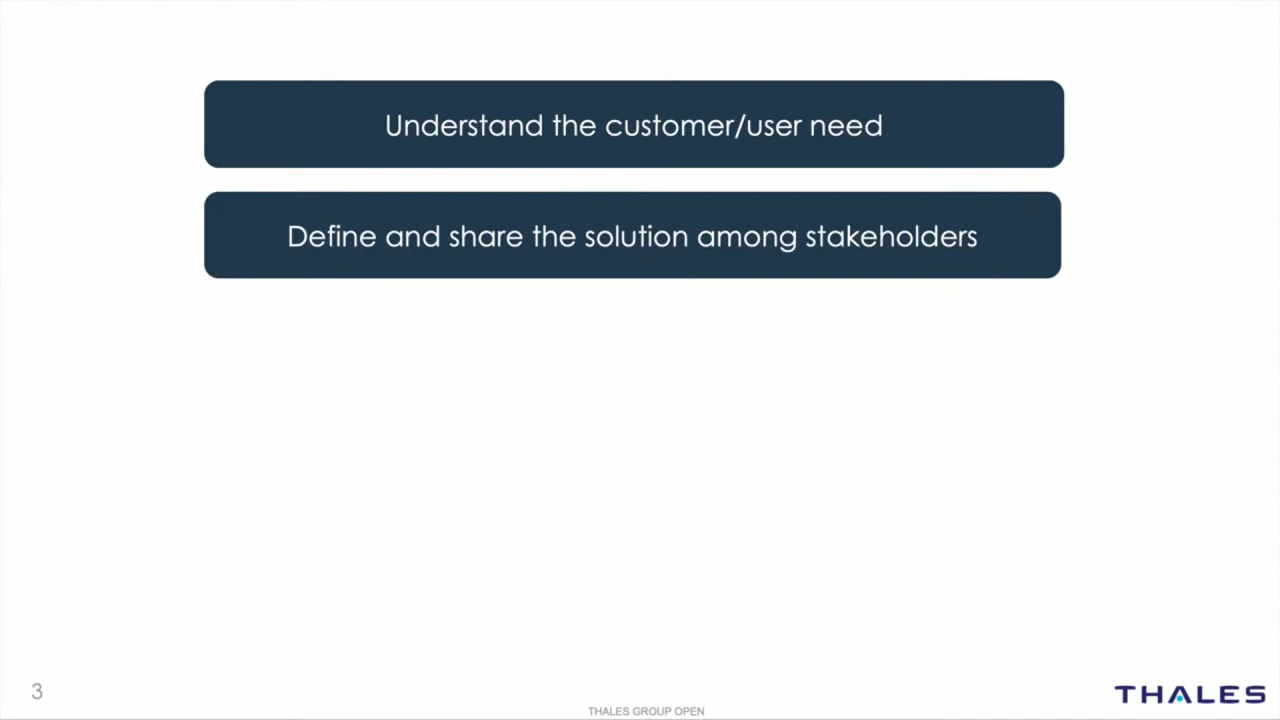 Understand the customer/user need
Define and share the solution among stakeholders
3
THALES GROUP OPEN
THALES